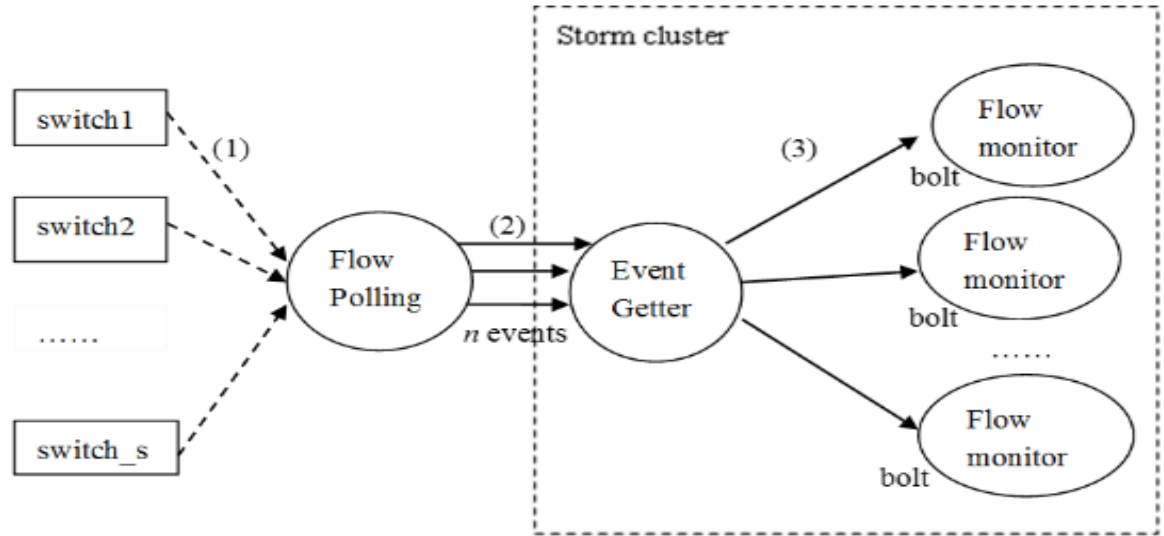 Storm cluster
switch1
(1)
switch2
……
switch_s
Flow
Polling
(2)
n events
Event
Getter
(3)
Flow
monitor
bolt
Flow
monitor
bolt
……
Flow
monitor
bolt